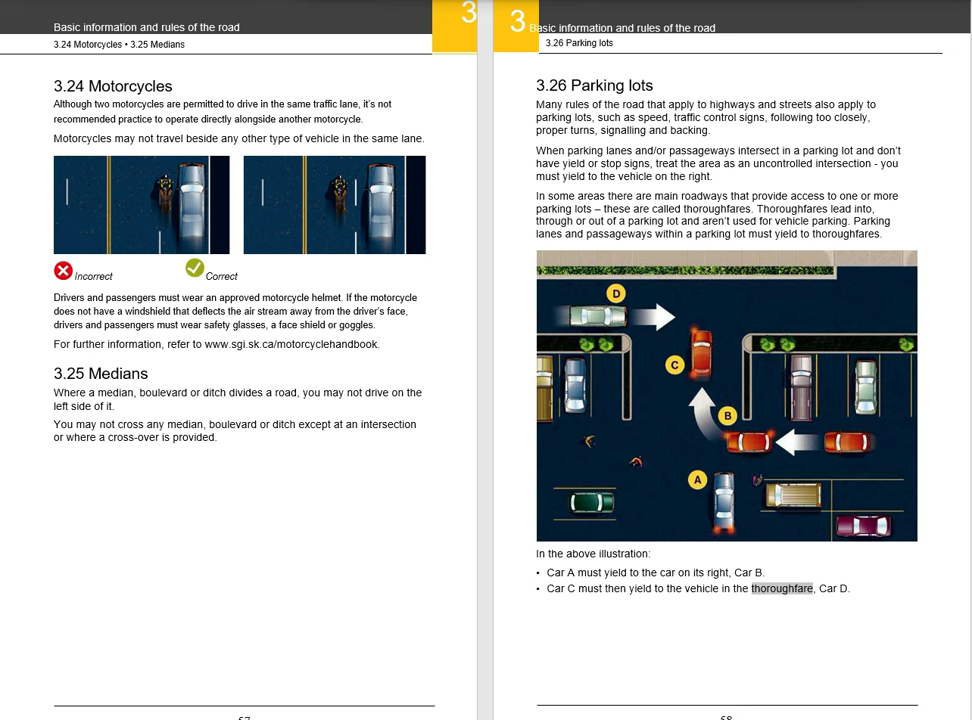 Basic information and rules of the road
3
3.24 Motorcycles • 3.25 Medians
3.24 Motorcycles
Although two motorcycles are permitted to drive in the same traffic lane, it's not
recommended practice to operate directly alongside another motorcycle.
Motorcycles may not travel beside any other type of vehicle in the same lane.
Incorrect
Correct
Drivers and passengers must wear an approved motorcycle helmet. If the motorcycle
does not have a windshield that deflects the air stream away from the driver's face,
drivers and passengers must wear safety glasses, a face shield or goggles.
For further information, refer to www.sgi.sk.ca/motorcyclehandbook.
3.25 Medians
Where a median, boulevard or ditch divides a road, you may not drive on the
left side of it.
You may not cross any median, boulevard or ditch except at an intersection
or where a cross-over is provided.
57
3
Basic information and rules of the road
3.26 Parking lots
3.26 Parking lots
Many rules of the road that apply to highways and streets also apply to
parking lots, such as speed, traffic control signs, following too closely,
proper turns, signalling and backing.
When parking lanes and/or passageways intersect in a parking lot and don't
have yield or stop signs, treat the area as an uncontrolled intersection - you
must yield to the vehicle on the right.
In some areas there are main roadways that provide access to one or more
parking lots – these are called thoroughfares. Thoroughfares lead into,
through or out of a parking lot and aren't used for vehicle parking. Parking
lanes and passageways within a parking lot must yield to thoroughfares.
D
C
B
A
In the above illustration:
• Car A must yield to the car on its right, Car B.
• Car C must then yield to the vehicle in the thoroughfare, Car D.
58